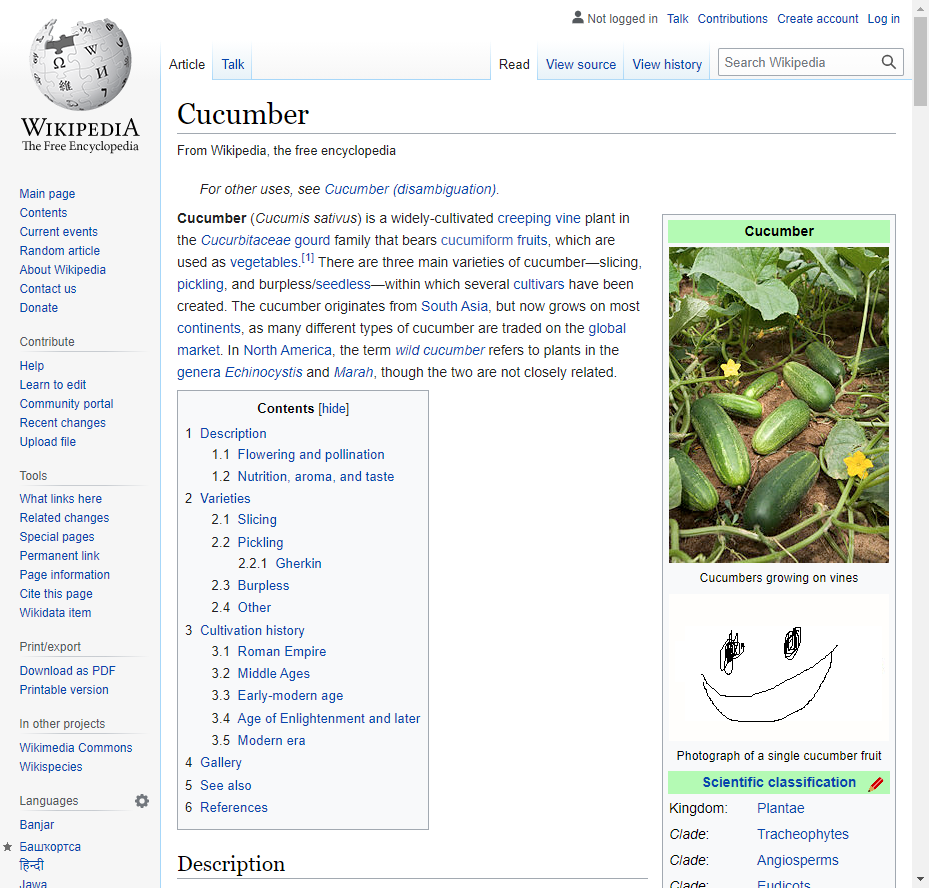 Not logged in Talk Contributions Create account Log in
WIKIPEDIA
The Free Encyclopedia
Article Talk Read View source View history Search Wikipedia
Cucumber
From Wikipedia, the free encyclopedia
For other uses, see Cucumber (disambiguation).
Cucumber (Cucumis sativus) is a widely-cultivated creeping vine plant in
the Cucurbitaceae gourd family that bears cucumiform fruits, which are
used as vegetables.[1] There are three main varieties of cucumber—slicing,
pickling, and burpless/seedless—within which several cultivars have been
created. The cucumber originates from South Asia, but now grows on most
continents, as many different types of cucumber are traded on the global
market. In North America, the term wild cucumber refers to plants in the
genera Echinocystis and Marah, though the two are not closely related.
Contents [hide]
1 Description
1.1 Flowering and pollination
1.2 Nutrition, aroma, and taste
2 Varieties
2.1 Slicing
2.2 Pickling
2.2.1 Gherkin
2.3 Burpless
2.4 Other
3 Cultivation history
3.1 Roman Empire
3.2 Middle Ages
3.3 Early-modern age
3.4 Age of Enlightenment and later
3.5 Modern era
4 Gallery
5 See also
6 References
Description
Cucumber
Cucumbers growing on vines
Photograph of a single cucumber fruit
Scientific classification
Kingdom: Plantae
Clade: Tracheophytes
Clade: Angiosperms
Clade: Eudicots
Main page
Contents
Current events
Random article
About Wikipedia
Contact us
Donate
Contribute
Help
Learn to edit
Community portal
Recent changes
Upload file
Tools
What links here
Related changes
Special pages
Permanent link
Page information
Cite this page
Wikidata item
Print/export
Download as PDF
Printable version
In other projects
Wikimedia Commons
Wikispecies
Languages
Banjar
Башҡортса
हिन्दी
Jawa